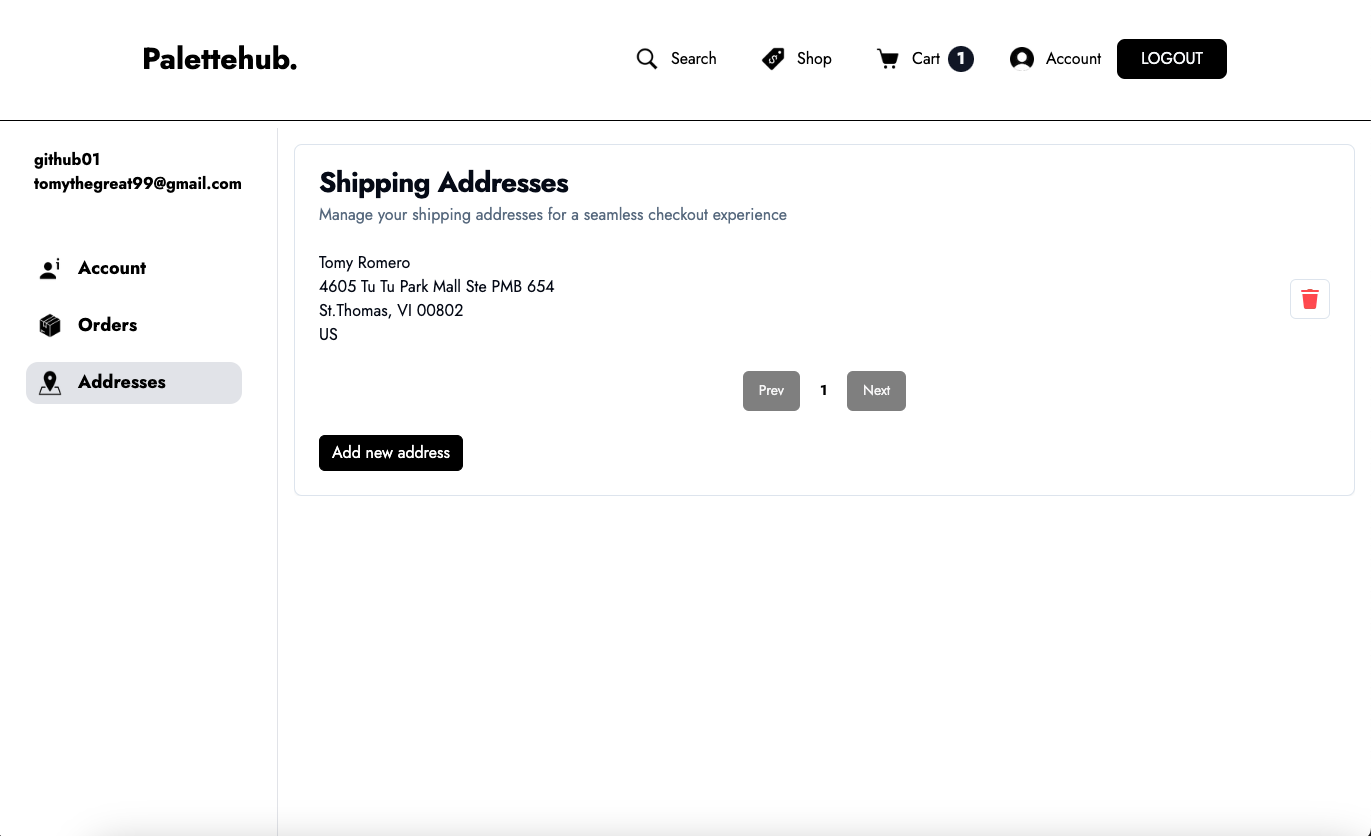 Palettehub.
Search
Shop
Cart 1
Account
LOGOUT
github01
tomythegreat99@gmail.com
Account
Orders
Addresses
Shipping Addresses
Manage your shipping addresses for a seamless checkout experience
Tomy Romero
4605 Tu Tu Park Mall Ste PMB 654
St.Thomas, VI 00802
US
Prev 1 Next
Add new address